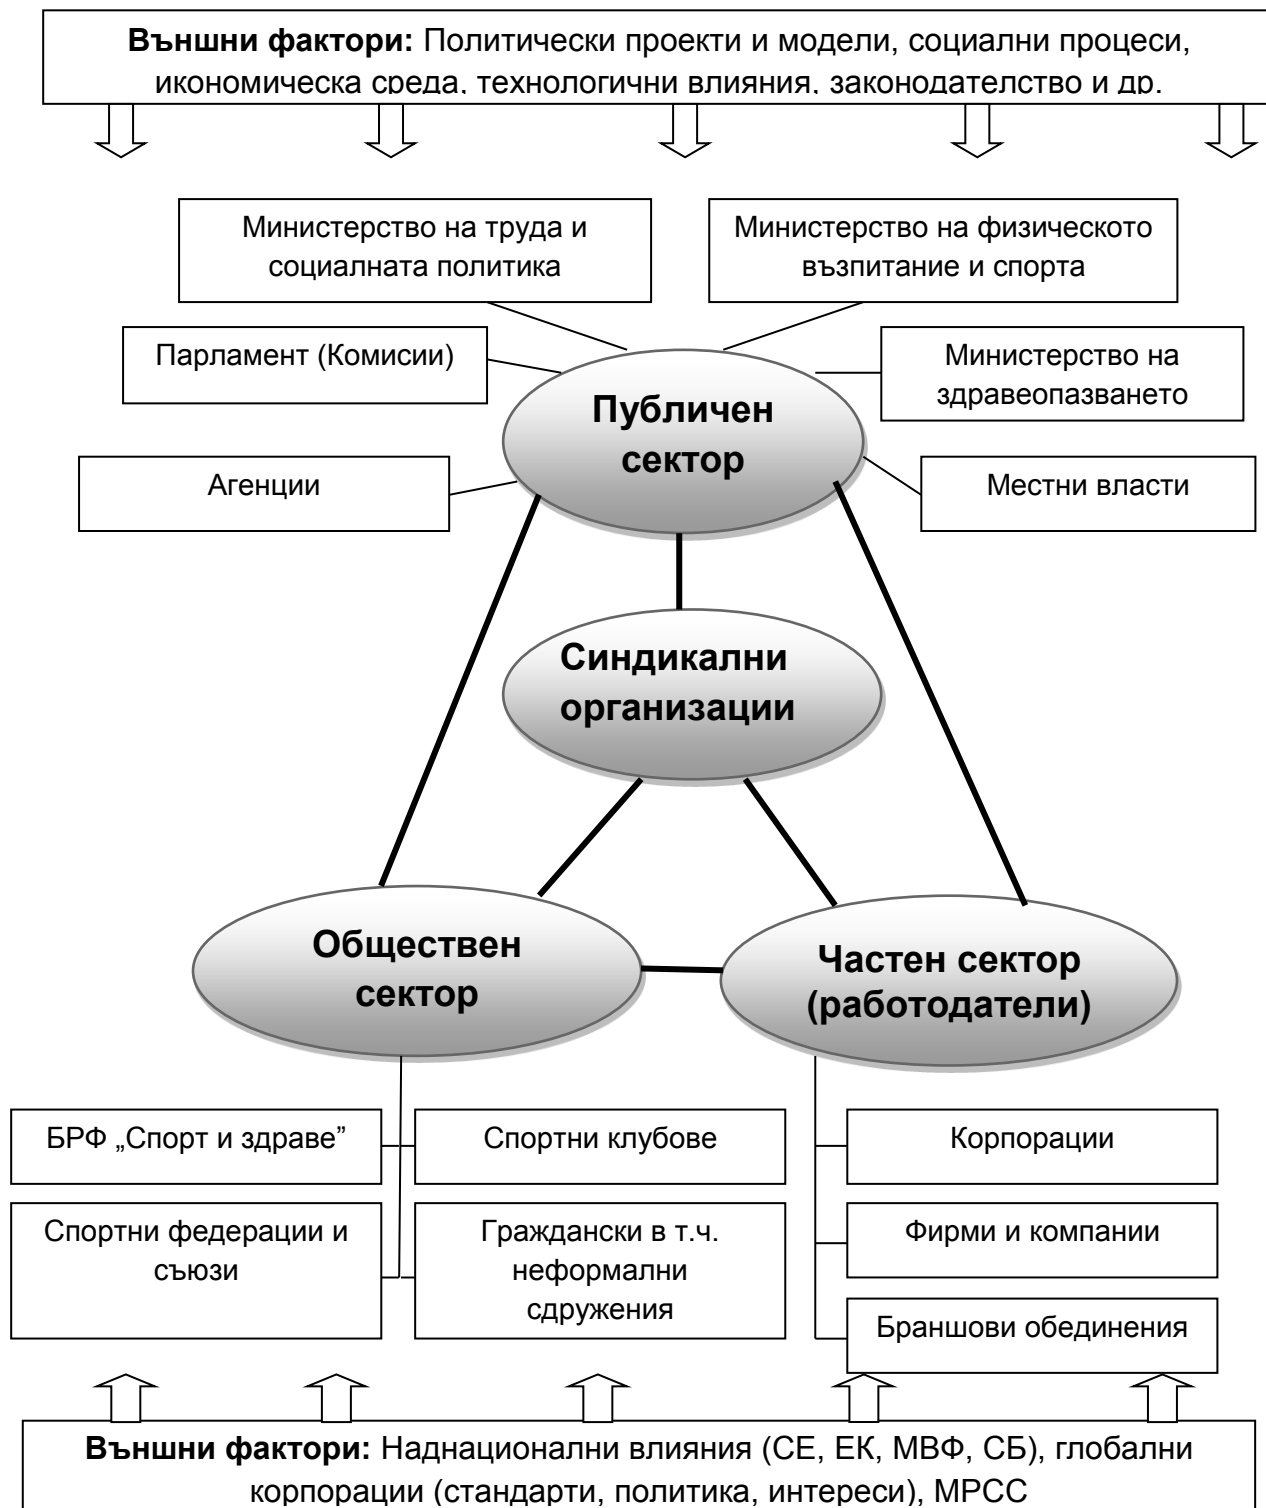 Външни фактори: Политически проекти и модели, социални процеси,
икономическа среда, технологични влияния, законодателство и др.
Министерство на труда и
социалната политика
Министерство на физическото
възпитание и спорта
Парламент (Комисии)
Министерство на
здравеопазването
Публичен
сектор
Агенции
Местни власти
Синдикални
организации
Обществен
сектор
Частен сектор
(работодатели)
БРФ „Спорт и здраве”
Спортни клубове
Корпорации
Спортни федерации и
съюзи
Граждански в т.ч.
неформални
сдружения
Фирми и компании
Браншови обединения
Външни фактори: Наднационални влияния (СЕ, ЕК, МВФ, СБ), глобални
корпорации (стандарти, политика, интереси), МРСС